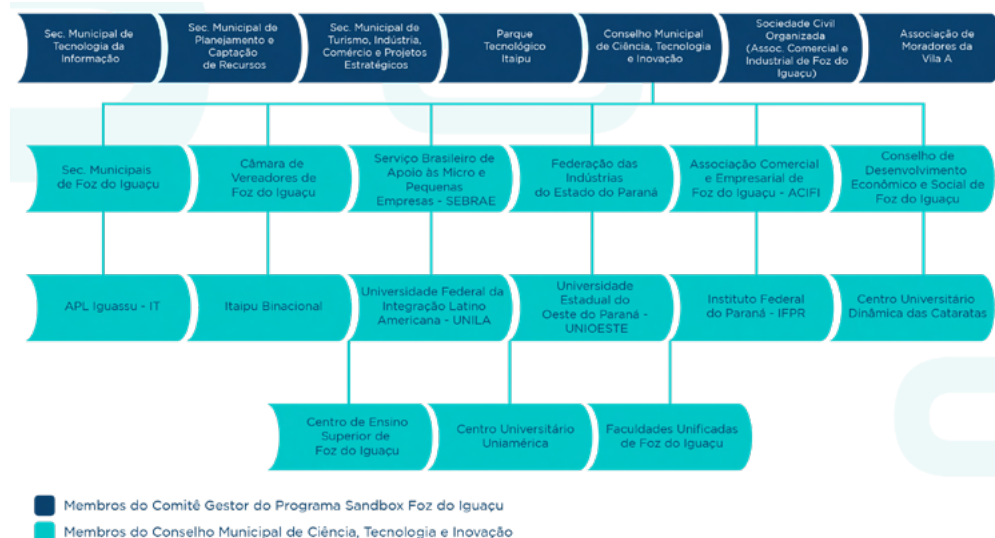 Sec. Municipal de
Tecnologia da
Informação
Sec. Municipal de
Planejamento e
Captação
de Recursos
Sec. Municipal de
Turismo, Indústria,
Comércio e Projetos
Estratégicos
Parque
Tecnológico
Itaipu
Conselho Municipal
de Ciência, Tecnologia
e Inovação
Sociedade Civil
Organizada
(Assoc. Comercial e
Industrial de Foz do
Iguaçu)
Associação de
Moradores da
Vila A
Sec. Municipais
de Foz do Iguaçu
Câmara de
Vereadores de
Foz do Iguaçu
Serviço Brasileiro de
Apoio às Micro e
Pequenas
Empresas - SEBRAE
Federação das
Indústrias
do Estado do Paraná
Associação Comercial
e Empresarial de
Foz do Iguaçu - ACIFI
Conselho de
Desenvolvimento
Econômico e Social de
Foz do Iguaçu
APL Iguassu - IT
Itaipu Binacional
Universidade Federal da
Integração Latino
Americana - UNILA
Universidade
Estadual do
Oeste do Paraná -
UNIOESTE
Instituto Federal
do Paraná - IFPR
Centro Universitário
Dinâmica das Cataratas
Centro de Ensino
Superior de
Foz do Iguaçu
Centro Universitário
Uniamérica
Faculdades Unificadas
de Foz do Iguaçu
Membros do Comitê Gestor do Programa Sandbox Foz do Iguaçu
Membros do Conselho Municipal de Ciência, Tecnologia e Inovação